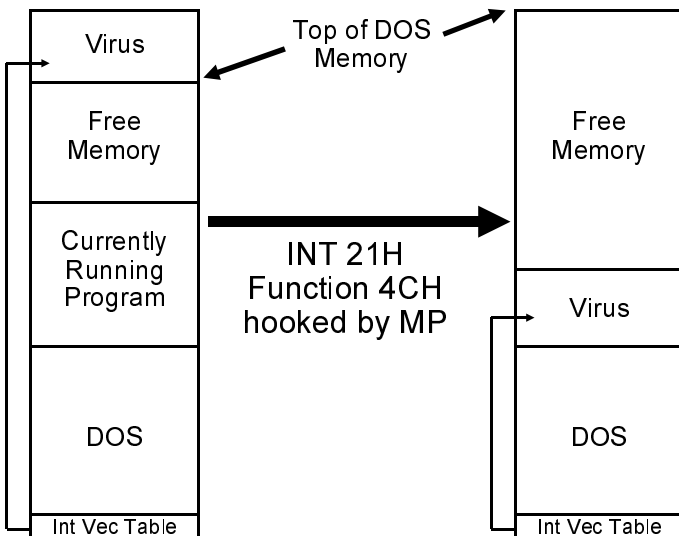 Virus
Free
Memory
Currently
Running
Program
DOS
Int Vec Table
Top of DOS
Memory
INT 21H
Function 4CH
hooked by MP
Free
Memory
Virus
DOS
Int Vec Table